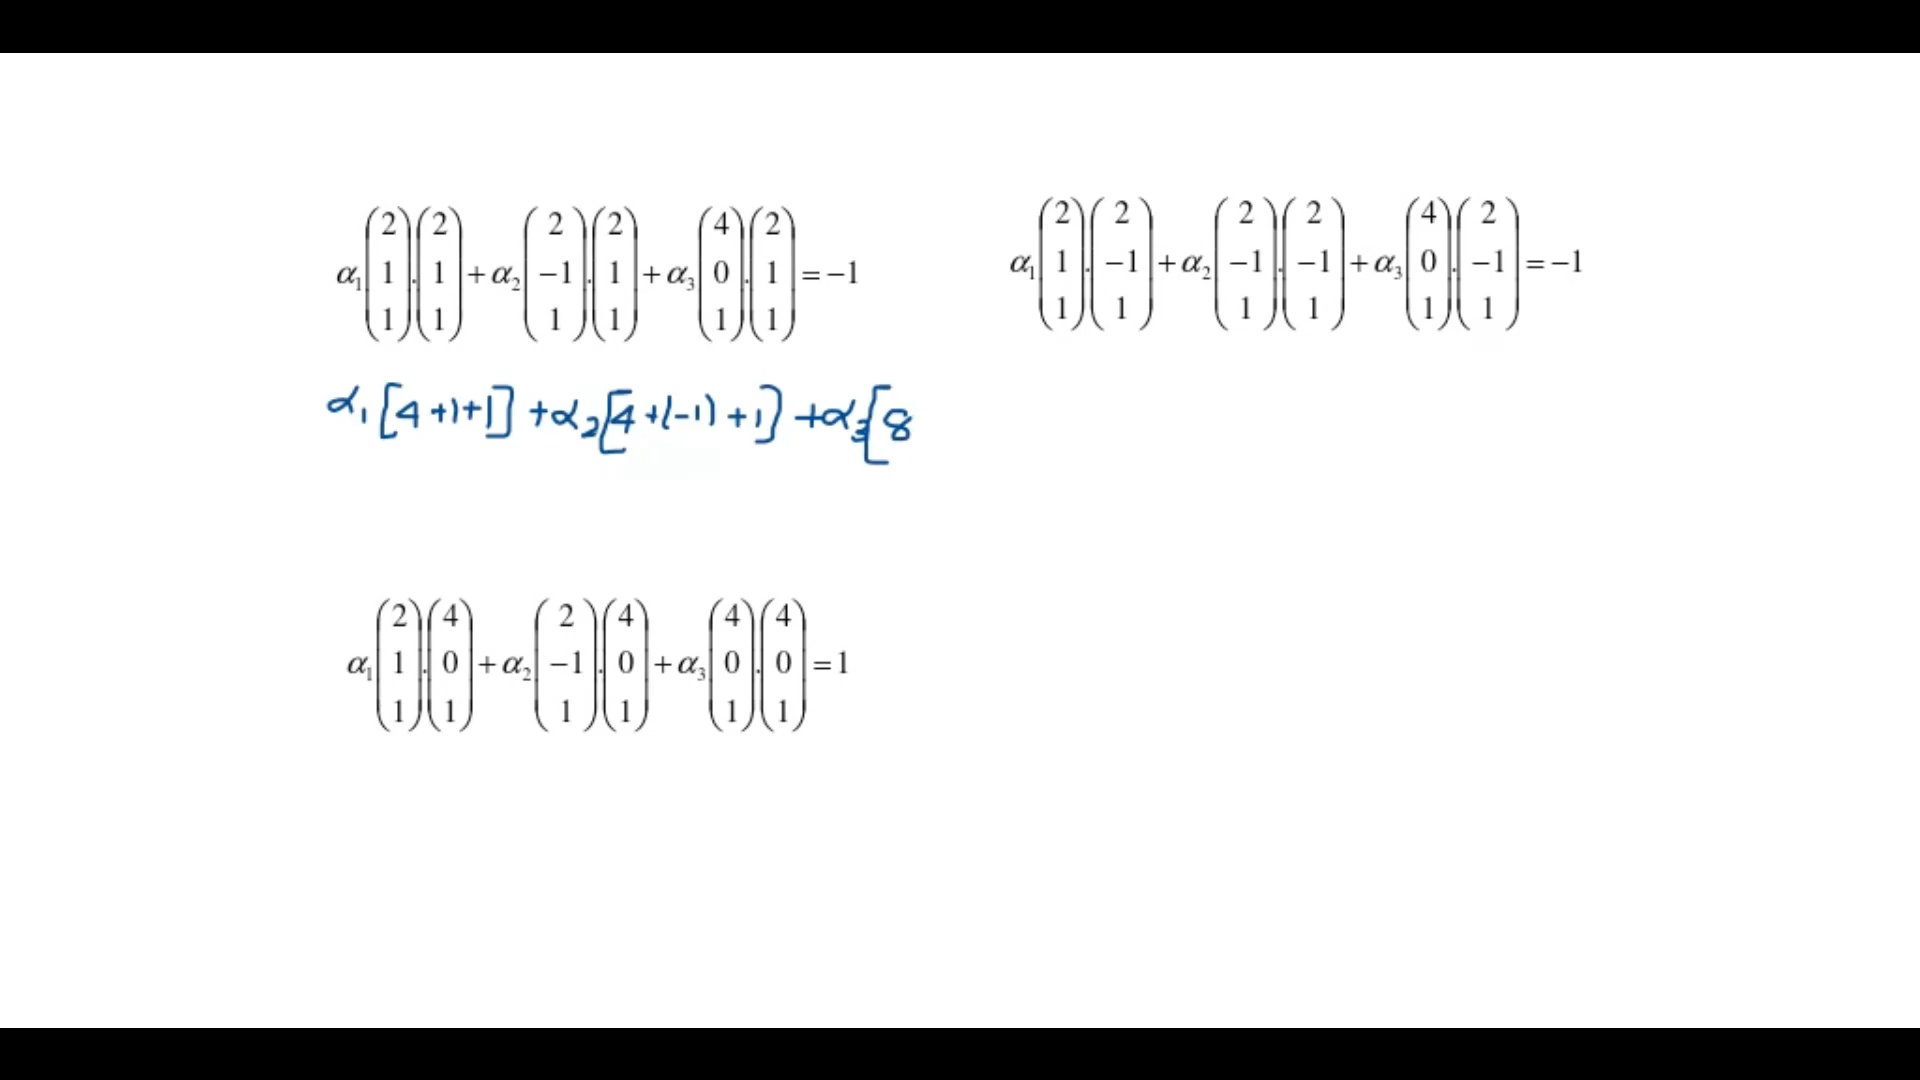 α₁(2 1 1).(2 1 1)+α₂(2 −1 1).(2 1 1)+α₃(4 0 1).(2 1 1)=−1
α₁(2 1 1).(2 −1 1)+α₂(2 −1 1).(2 −1 1)+α₃(4 0 1).(2 −1 1)=−1
α₁[4+1+1]+α₂[4+(-1)+1]+α₃[8
α₁(2 1 1).(4 0 1)+α₂(2 −1 1).(4 0 1)+α₃(4 0 1).(4 0 1)=1